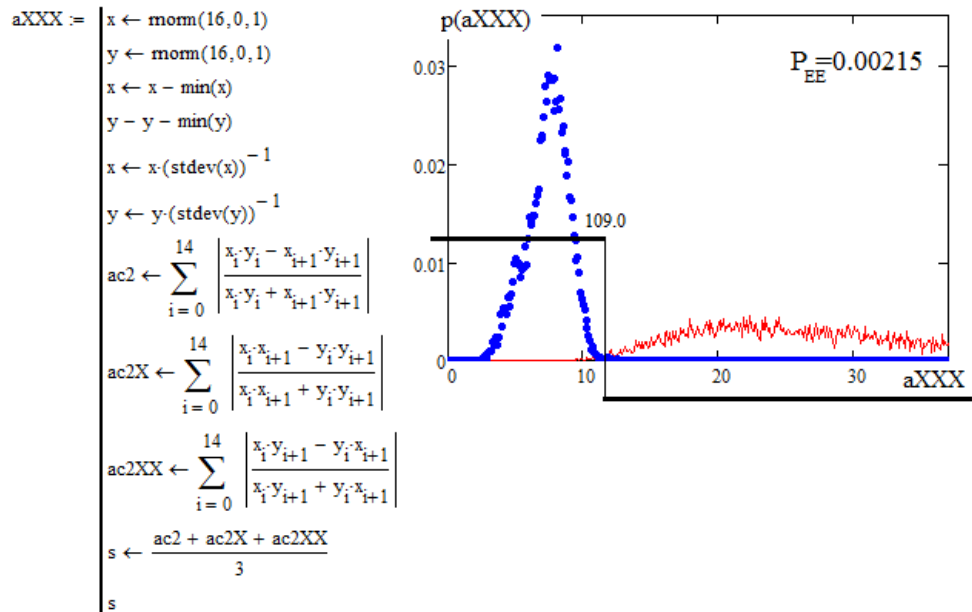 aXXX :=
x ← rnorm(16,0,1)
y ← rnorm(16,0,1)
x ← x − min(x)
y − y − min(y)
x ← x·(stdev(x))^−1
y ← y·(stdev(y))^−1
ac2 ← ∑_{i = 0}^{14} |(x_i·y_i − x_{i+1}·y_{i+1})/(x_i·y_i + x_{i+1}·y_{i+1})|
ac2X ← ∑_{i = 0}^{14} |(x_i·x_{i+1} − y_i·y_{i+1})/(x_i·x_{i+1} + y_i·y_{i+1})|
ac2XX ← ∑_{i = 0}^{14} |(x_i·y_{i+1} − y_i·x_{i+1})/(x_i·y_{i+1} + y_i·x_{i+1})|
s ← (ac2 + ac2X + ac2XX)/3
s
p(aXXX)
P_EE=0.00215
0.03
0.02
109.0
0.01
0
0 10 20 30
aXXX